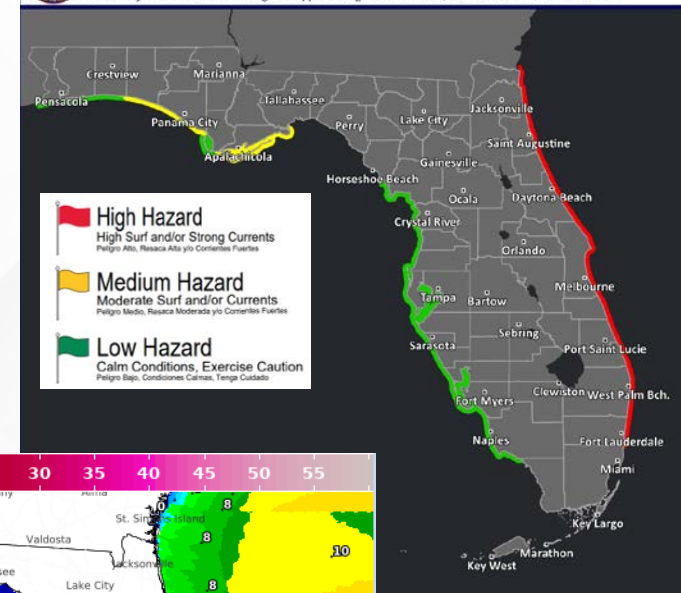 Crestview
Marianna
Pensacola
Tallahassee
Panama City
Jacksonville
Perry
Lake City
Apalachicola
Saint Augustine
Gainesville
Horseshoe Beach
Ocala
Daytona Beach
Crystal River
Orlando
Melbourne
Tampa
Bartow
Sebring
Sarasota
Port Saint Lucie
Clewiston
West Palm Bch.
Fort Myers
Naples
Fort Lauderdale
Miami
Key Largo
Marathon
Key West
High Hazard
High Surf and/or Strong Currents
Peligro Alto, Resaca Alta y/o Corrientes Fuertes
Medium Hazard
Moderate Surf and/or Currents
Peligro Medio, Resaca Moderada y/o Corrientes Fuertes
Low Hazard
Calm Conditions, Exercise Caution
Peligro Bajo, Condiciones Calmas, Tenga Cuidado
30 35 40 45 50 55
St. Simons Island
8
Valdosta
8
10
Jacksonville
Lake City
8